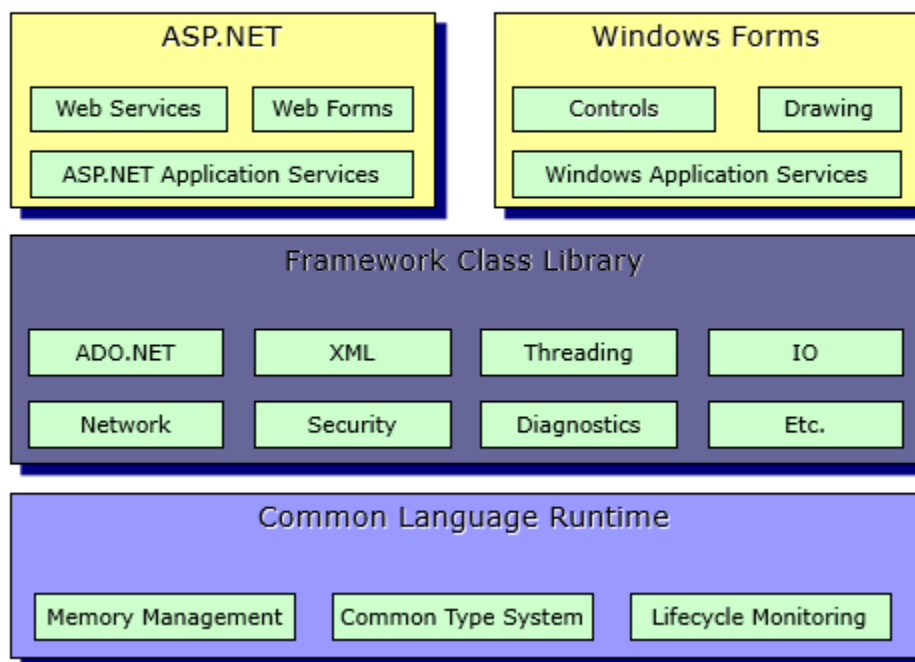 ASP.NET
Web Services
Web Forms
ASP.NET Application Services
Windows Forms
Controls
Drawing
Windows Application Services
Framework Class Library
ADO.NET
XML
Threading
IO
Network
Security
Diagnostics
Etc.
Common Language Runtime
Memory Management
Common Type System
Lifecycle Monitoring